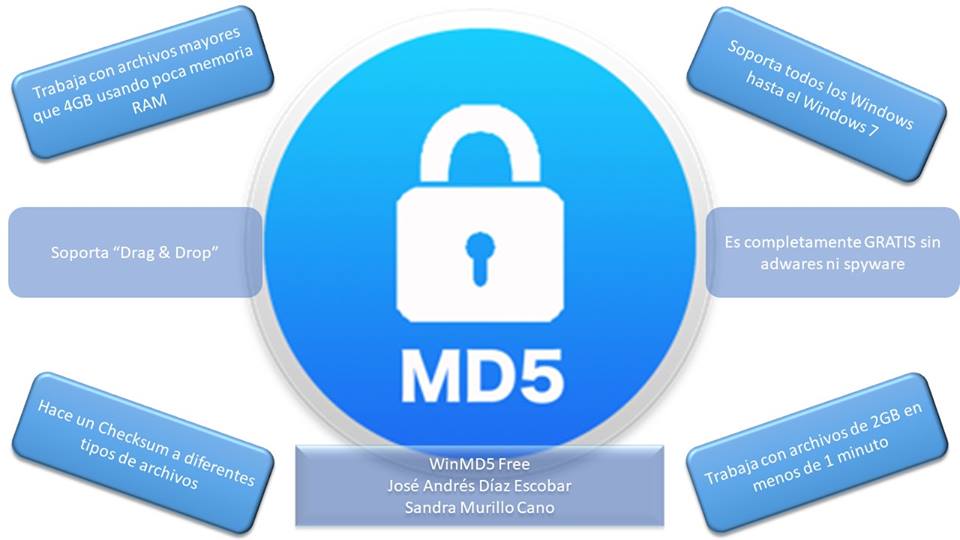 Trabaja con archivos mayores
que 4GB usando poca memoria
RAM
Soporta todos los Windows
hasta el Windows 7
Soporta “Drag & Drop”
Es completamente GRATIS sin
adwares ni spyware
MD5
Hace un Checksum a diferentes
tipos de archivos
Trabaja con archivos de 2GB en
menos de 1 minuto
WinMD5 Free
José Andrés Díaz Escobar
Sandra Murillo Cano